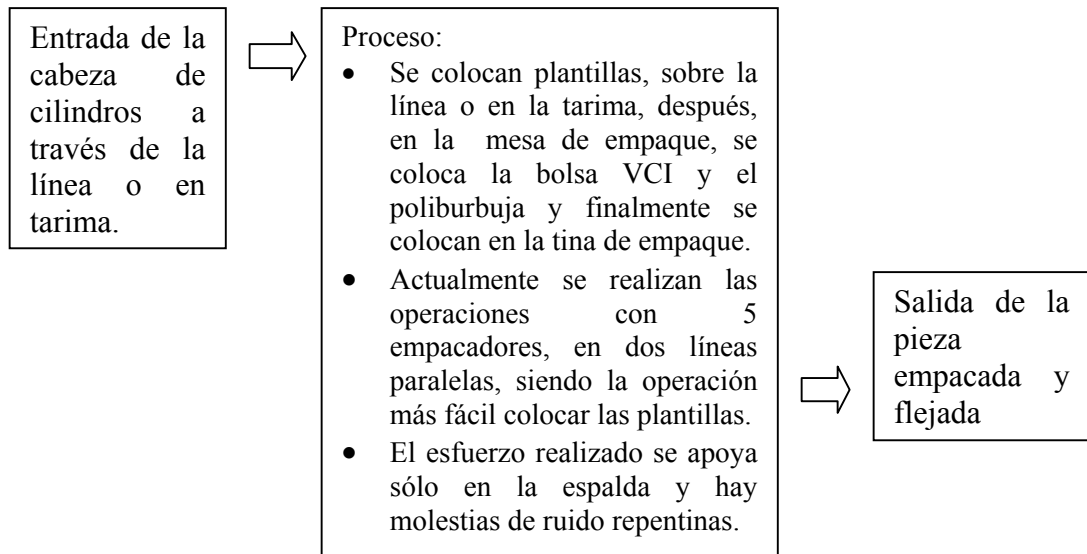 Entrada de la
cabeza de
cilindros a
través de la
línea o en
tarima.
Proceso:
• Se colocan plantillas, sobre la
línea o en la tarima, después,
en la mesa de empaque, se
coloca la bolsa VCI y el
poliburbuja y finalmente se
colocan en la tina de empaque.
• Actualmente se realizan las
operaciones con 5
empacadores, en dos líneas
paralelas, siendo la operación
más fácil colocar las plantillas.
• El esfuerzo realizado se apoya
sólo en la espalda y hay
molestias de ruido repentinas.
Salida de la
pieza
empacada y
flejada